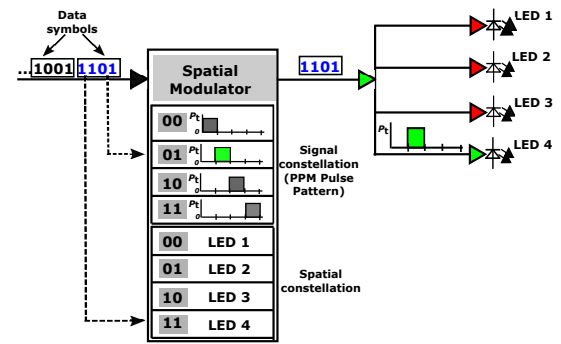 Data
symbols
...1001 1101
Spatial
Modulator
1101
LED 1
LED 2
LED 3
LED 4
Pt
00 Pt 0
01 Pt 0
10 Pt 0
11 Pt 0
Signal
constellation
(PPM Pulse
Pattern)
00 LED 1
01 LED 2
10 LED 3
11 LED 4
Spatial
constellation